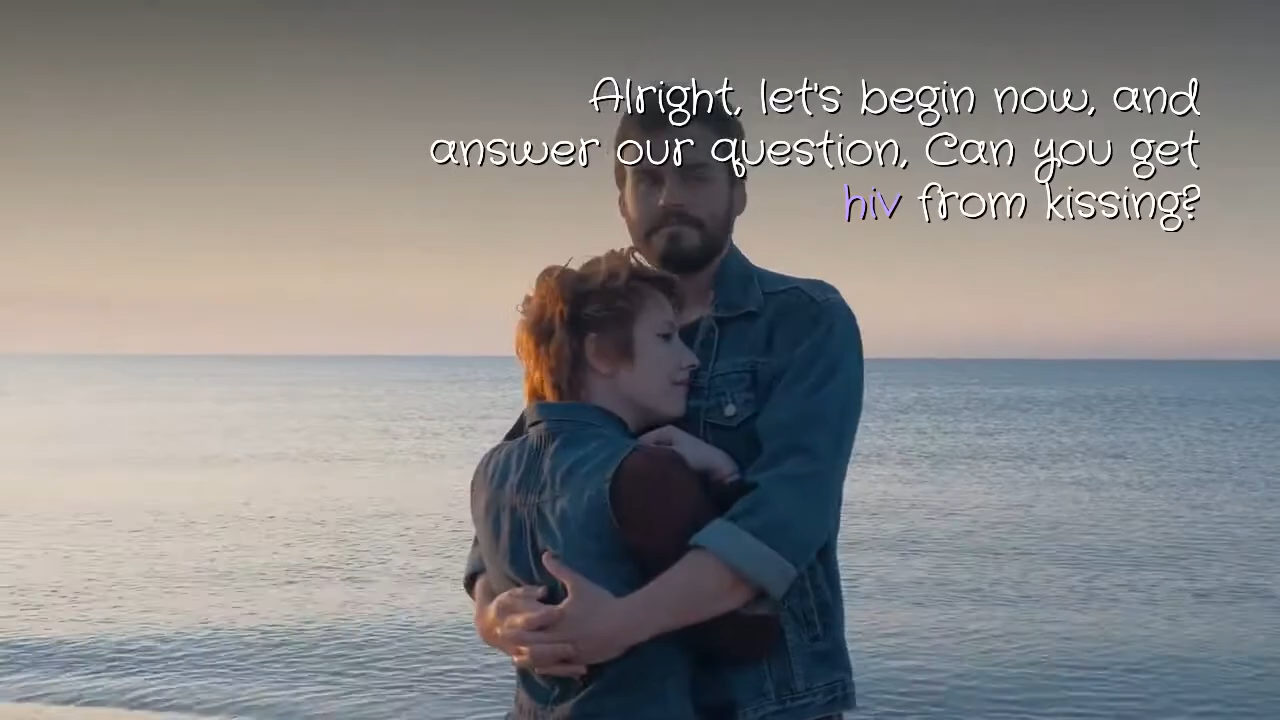 Alright, let's begin now, and
answer our question, Can you get
hiv from kissing?